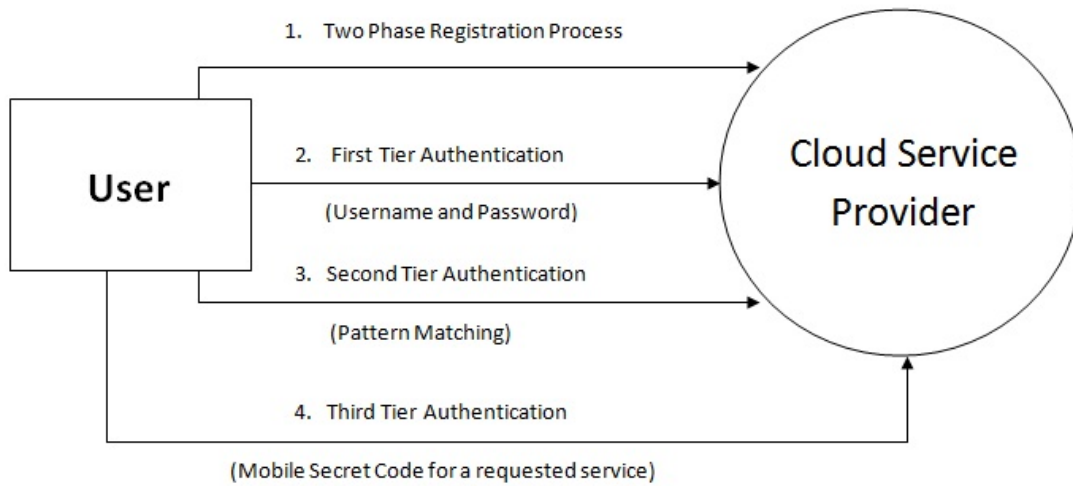 1. Two Phase Registration Process
User
2. First Tier Authentication
(Username and Password)
3. Second Tier Authentication
(Pattern Matching)
4. Third Tier Authentication
(Mobile Secret Code for a requested service)
Cloud Service
Provider